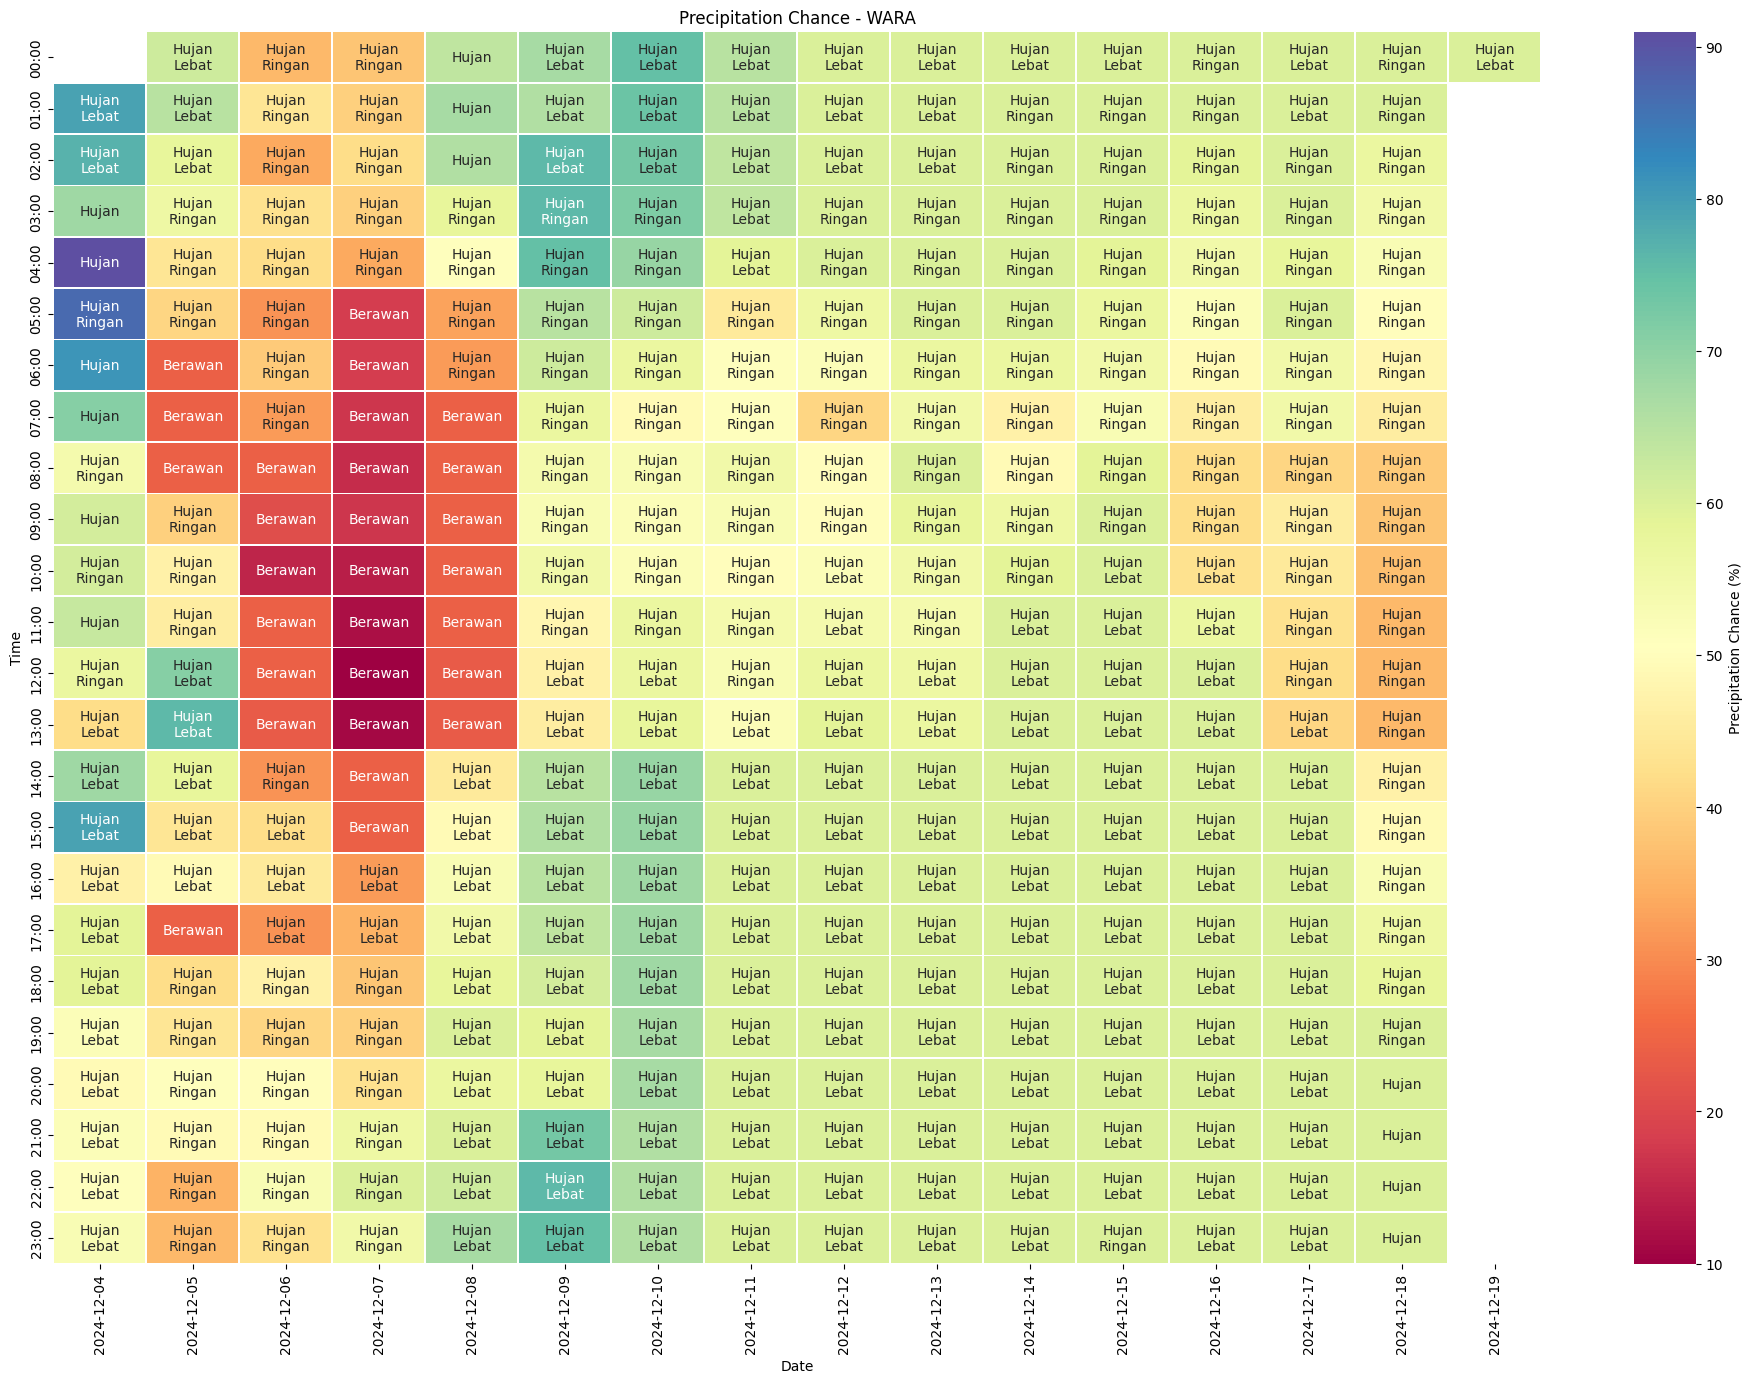 Precipitation Chance - WARA
00:00 Hujan Lebat Hujan Ringan Hujan Ringan Hujan Hujan Lebat Hujan Lebat Hujan Lebat Hujan Lebat Hujan Lebat Hujan Lebat Hujan Lebat Hujan Ringan Hujan Lebat Hujan Ringan Hujan Lebat
01:00 Hujan Lebat Hujan Lebat Hujan Ringan Hujan Ringan Hujan Hujan Lebat Hujan Lebat Hujan Lebat Hujan Lebat Hujan Lebat Hujan Ringan Hujan Ringan Hujan Ringan Hujan Lebat Hujan Ringan
02:00 Hujan Lebat Hujan Lebat Hujan Ringan Hujan Ringan Hujan Hujan Lebat Hujan Lebat Hujan Lebat Hujan Lebat Hujan Lebat Hujan Ringan Hujan Ringan Hujan Ringan Hujan Ringan Hujan Ringan
03:00 Hujan Hujan Ringan Hujan Ringan Hujan Ringan Hujan Ringan Hujan Ringan Hujan Ringan Hujan Lebat Hujan Ringan Hujan Ringan Hujan Ringan Hujan Ringan Hujan Ringan Hujan Ringan Hujan Ringan
04:00 Hujan Hujan Ringan Hujan Ringan Hujan Ringan Hujan Ringan Hujan Ringan Hujan Ringan Hujan Lebat Hujan Ringan Hujan Ringan Hujan Ringan Hujan Ringan Hujan Ringan Hujan Ringan Hujan Ringan
05:00 Hujan Ringan Hujan Ringan Hujan Ringan Berawan Hujan Ringan Hujan Ringan Hujan Ringan Hujan Ringan Hujan Ringan Hujan Ringan Hujan Ringan Hujan Ringan Hujan Ringan Hujan Ringan Hujan Ringan
06:00 Hujan Berawan Hujan Ringan Berawan Hujan Ringan Hujan Ringan Hujan Ringan Hujan Ringan Hujan Ringan Hujan Ringan Hujan Ringan Hujan Ringan Hujan Ringan Hujan Ringan Hujan Ringan
07:00 Hujan Berawan Hujan Ringan Berawan Berawan Hujan Ringan Hujan Ringan Hujan Ringan Hujan Ringan Hujan Ringan Hujan Ringan Hujan Ringan Hujan Ringan Hujan Ringan Hujan Ringan
08:00 Hujan Ringan Berawan Berawan Berawan Berawan Hujan Ringan Hujan Ringan Hujan Ringan Hujan Ringan Hujan Ringan Hujan Ringan Hujan Ringan Hujan Ringan Hujan Ringan Hujan Ringan
09:00 Hujan Hujan Ringan Berawan Berawan Berawan Hujan Ringan Hujan Ringan Hujan Ringan Hujan Ringan Hujan Ringan Hujan Ringan Hujan Ringan Hujan Ringan Hujan Ringan Hujan Ringan
10:00 Hujan Ringan Hujan Ringan Berawan Berawan Berawan Hujan Ringan Hujan Ringan Hujan Ringan Hujan Lebat Hujan Ringan Hujan Ringan Hujan Lebat Hujan Lebat Hujan Ringan Hujan Ringan
11:00 Hujan Hujan Ringan Berawan Berawan Berawan Hujan Ringan Hujan Ringan Hujan Ringan Hujan Lebat Hujan Ringan Hujan Lebat Hujan Lebat Hujan Lebat Hujan Ringan Hujan Ringan
12:00 Hujan Ringan Hujan Lebat Berawan Berawan Berawan Hujan Lebat Hujan Lebat Hujan Ringan Hujan Lebat Hujan Lebat Hujan Lebat Hujan Lebat Hujan Lebat Hujan Ringan Hujan Ringan
13:00 Hujan Lebat Hujan Lebat Berawan Berawan Berawan Hujan Lebat Hujan Lebat Hujan Lebat Hujan Lebat Hujan Lebat Hujan Lebat Hujan Lebat Hujan Lebat Hujan Lebat Hujan Ringan
14:00 Hujan Lebat Hujan Lebat Hujan Ringan Berawan Hujan Lebat Hujan Lebat Hujan Lebat Hujan Lebat Hujan Lebat Hujan Lebat Hujan Lebat Hujan Lebat Hujan Lebat Hujan Lebat Hujan Ringan
15:00 Hujan Lebat Hujan Lebat Hujan Lebat Berawan Hujan Lebat Hujan Lebat Hujan Lebat Hujan Lebat Hujan Lebat Hujan Lebat Hujan Lebat Hujan Lebat Hujan Lebat Hujan Lebat Hujan Ringan
16:00 Hujan Lebat Hujan Lebat Hujan Lebat Hujan Lebat Hujan Lebat Hujan Lebat Hujan Lebat Hujan Lebat Hujan Lebat Hujan Lebat Hujan Lebat Hujan Lebat Hujan Lebat Hujan Lebat Hujan Ringan
17:00 Hujan Lebat Berawan Hujan Lebat Hujan Lebat Hujan Lebat Hujan Lebat Hujan Lebat Hujan Lebat Hujan Lebat Hujan Lebat Hujan Lebat Hujan Lebat Hujan Lebat Hujan Lebat Hujan Ringan
18:00 Hujan Lebat Hujan Ringan Hujan Ringan Hujan Ringan Hujan Lebat Hujan Lebat Hujan Lebat Hujan Lebat Hujan Lebat Hujan Lebat Hujan Lebat Hujan Lebat Hujan Lebat Hujan Lebat Hujan Ringan
19:00 Hujan Lebat Hujan Ringan Hujan Ringan Hujan Ringan Hujan Lebat Hujan Lebat Hujan Lebat Hujan Lebat Hujan Lebat Hujan Lebat Hujan Lebat Hujan Lebat Hujan Lebat Hujan Lebat Hujan Ringan
20:00 Hujan Lebat Hujan Ringan Hujan Ringan Hujan Ringan Hujan Lebat Hujan Lebat Hujan Lebat Hujan Lebat Hujan Lebat Hujan Lebat Hujan Lebat Hujan Lebat Hujan Lebat Hujan Lebat Hujan
21:00 Hujan Lebat Hujan Ringan Hujan Ringan Hujan Ringan Hujan Lebat Hujan Lebat Hujan Lebat Hujan Lebat Hujan Lebat Hujan Lebat Hujan Lebat Hujan Lebat Hujan Lebat Hujan Lebat Hujan
22:00 Hujan Lebat Hujan Ringan Hujan Ringan Hujan Ringan Hujan Lebat Hujan Lebat Hujan Lebat Hujan Lebat Hujan Lebat Hujan Lebat Hujan Lebat Hujan Lebat Hujan Lebat Hujan Lebat Hujan
23:00 Hujan Lebat Hujan Ringan Hujan Ringan Hujan Ringan Hujan Lebat Hujan Lebat Hujan Lebat Hujan Lebat Hujan Lebat Hujan Lebat Hujan Lebat Hujan Ringan Hujan Lebat Hujan Lebat Hujan
Time
2024-12-04 2024-12-05 2024-12-06 2024-12-07 2024-12-08 2024-12-09 2024-12-10 2024-12-11 2024-12-12 2024-12-13 2024-12-14 2024-12-15 2024-12-16 2024-12-17 2024-12-18 2024-12-19
Date
90
80
70
60
50
40
30
20
10
Precipitation Chance (%)